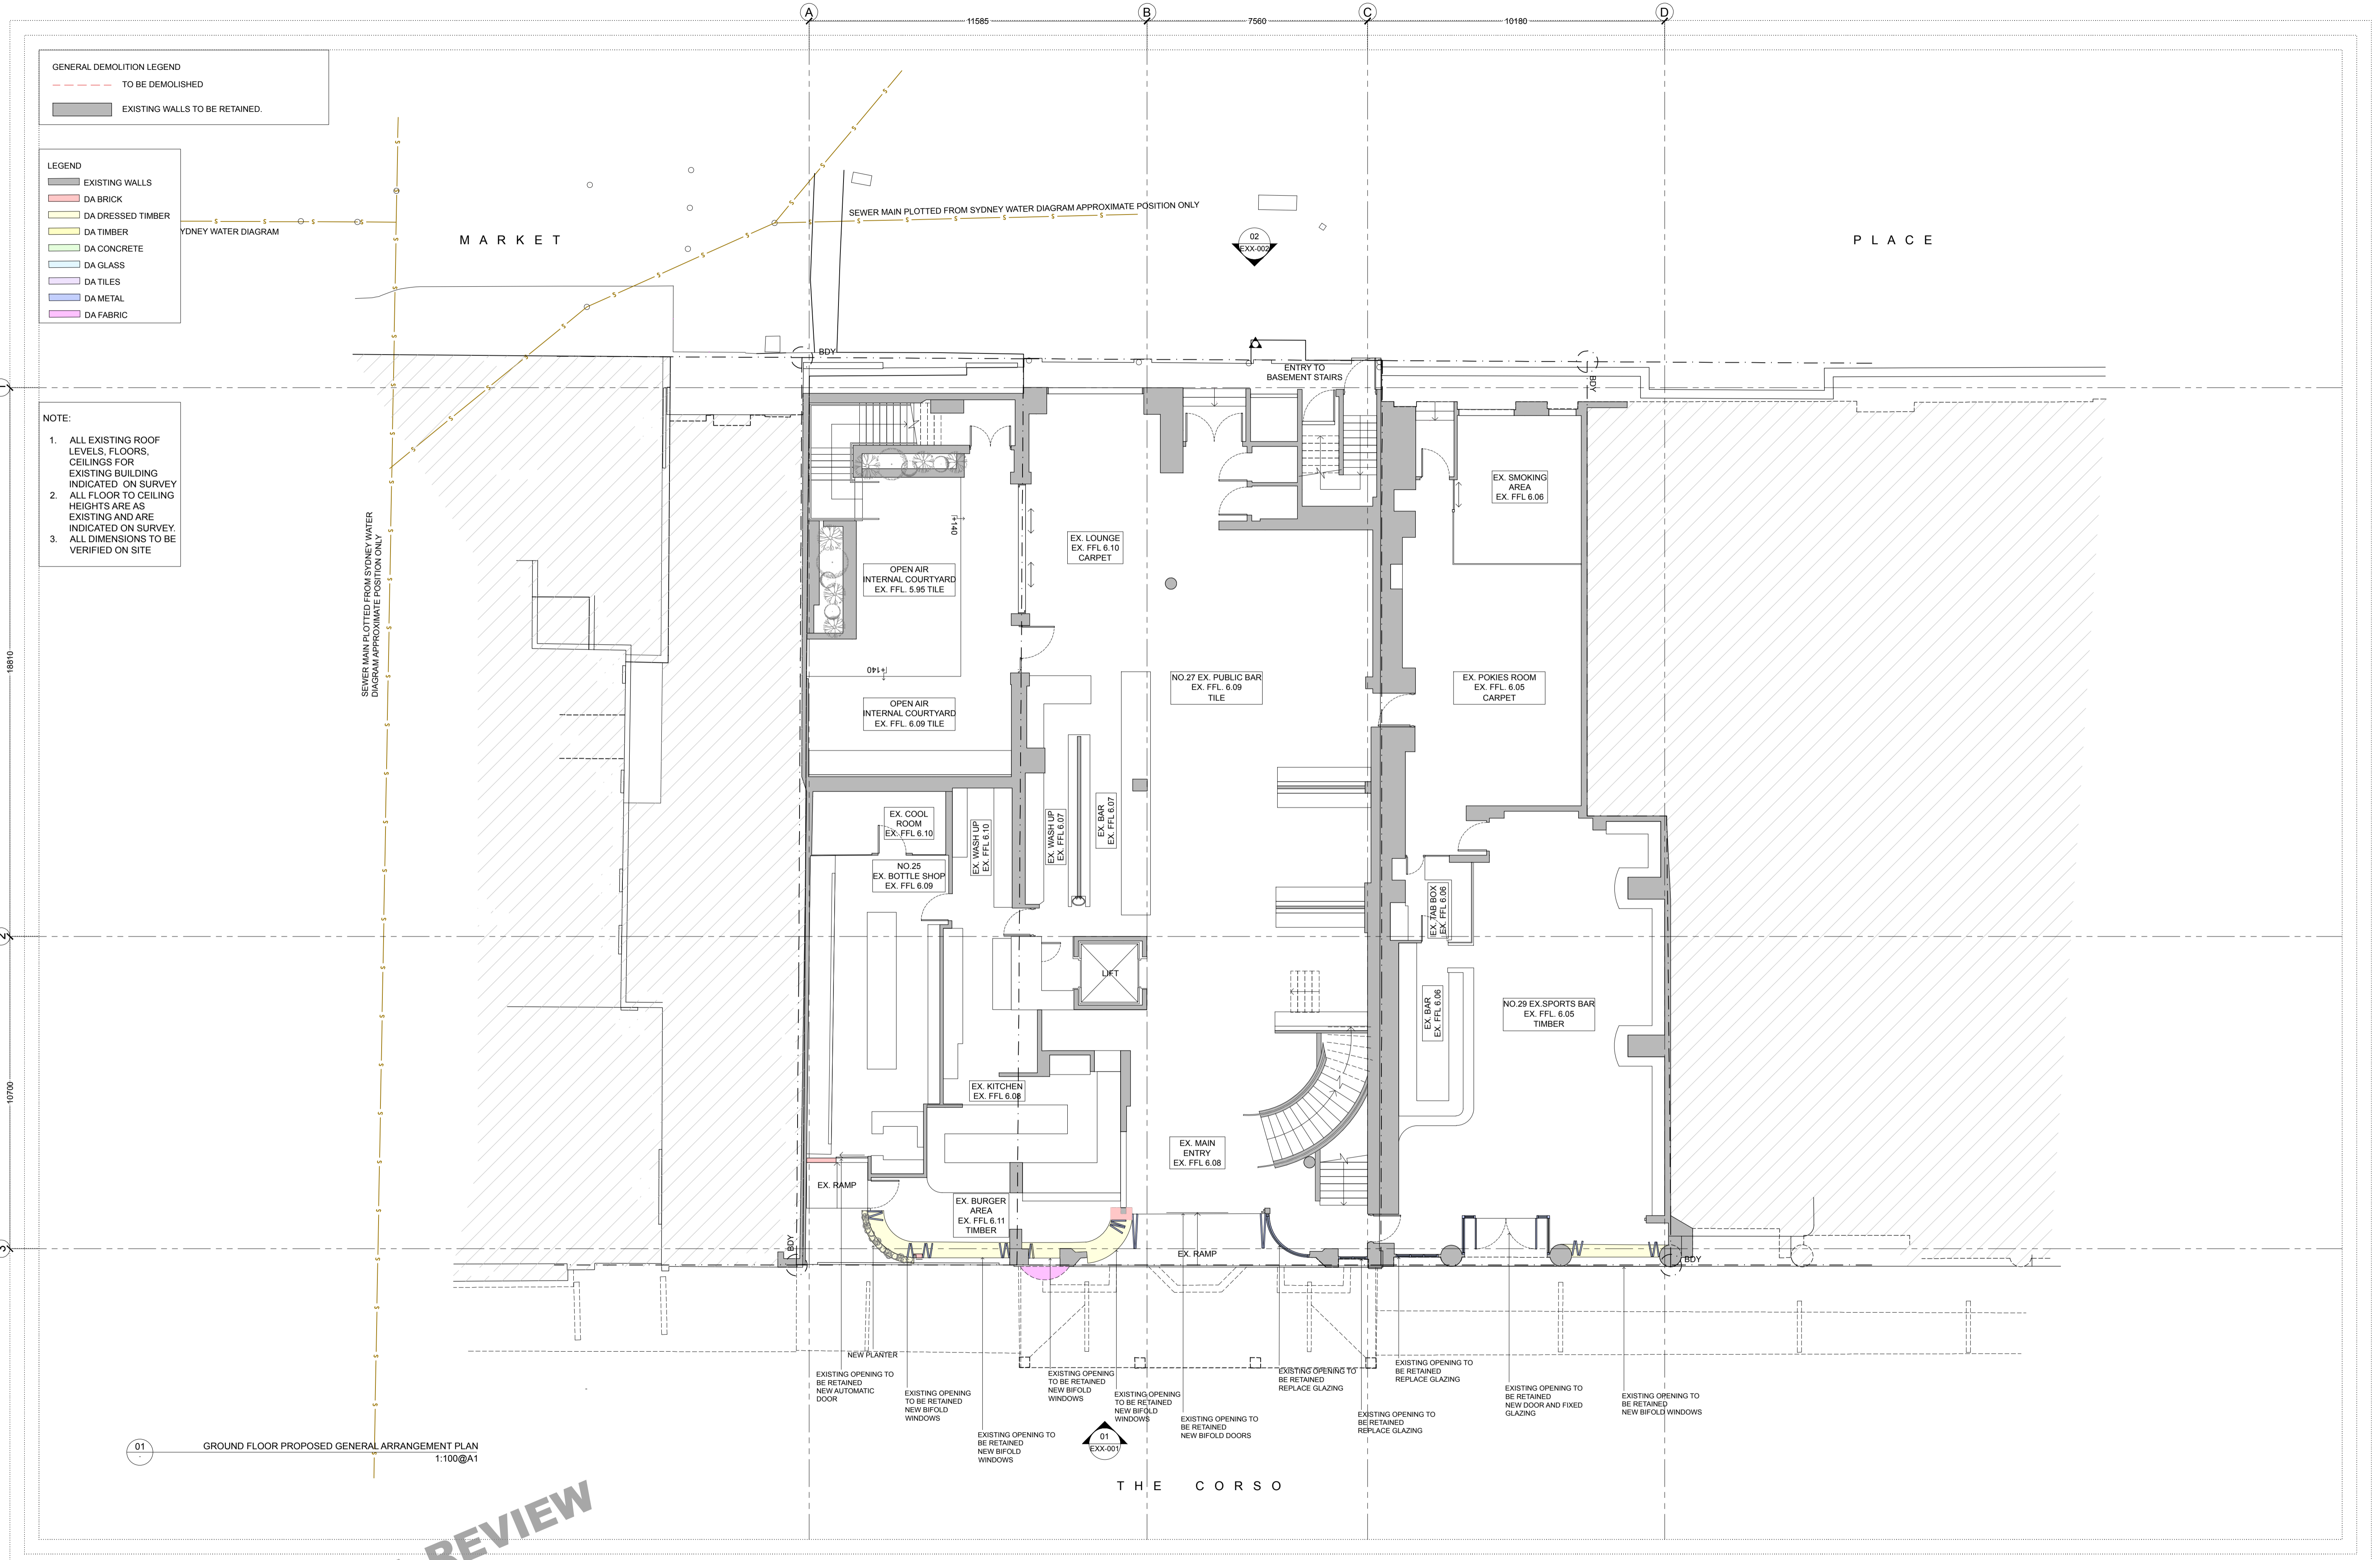 A
B
C
D
11585
7560
10180
GENERAL DEMOLITION LEGEND
TO BE DEMOLISHED
EXISTING WALLS TO BE RETAINED.
LEGEND
EXISTING WALLS
DA BRICK
DA DRESSED TIMBER
DA TIMBER
DA CONCRETE
DA GLASS
DA TILES
DA METAL
DA FABRIC
YDNEY WATER DIAGRAM
MARKET
PLACE
SEWER MAIN PLOTTED FROM SYDNEY WATER DIAGRAM APPROXIMATE POSITION ONLY
02
EXX-002
NOTE:
1. ALL EXISTING ROOF
LEVELS, FLOORS,
CEILINGS FOR
EXISTING BUILDING
INDICATED ON SURVEY
2. ALL FLOOR TO CEILING
HEIGHTS ARE AS
EXISTING AND ARE
INDICATED ON SURVEY.
3. ALL DIMENSIONS TO BE
VERIFIED ON SITE
18810
10700
2
3
SEWER MAIN PLOTTED FROM SYDNEY WATER
DIAGRAM APPROXIMATE POSITION ONLY
BDY
BDY
BDY
BDY
ENTRY TO
BASEMENT STAIRS
EX. SMOKING
AREA
EX. FFL 6.06
EX. LOUNGE
EX. FFL 6.10
CARPET
+140
OPEN AIR
INTERNAL COURTYARD
EX. FFL. 5.95 TILE
+140
OPEN AIR
INTERNAL COURTYARD
EX. FFL. 6.09 TILE
NO.27 EX. PUBLIC BAR
EX. FFL. 6.09
TILE
EX. POKIES ROOM
EX. FFL. 6.05
CARPET
EX. COOL
ROOM
EX. FFL 6.10
EX. WASH UP
EX. FFL 6.10
EX. WASH UP
EX. FFL 6.07
EX. BAR
EX. FFL 6.07
NO.25
EX. BOTTLE SHOP
EX. FFL 6.09
EX. TAB BOX
EX. FFL 6.06
LIFT
EX. BAR
EX. FFL 6.06
NO.29 EX.SPORTS BAR
EX. FFL. 6.05
TIMBER
EX. KITCHEN
EX. FFL 6.08
EX. MAIN
ENTRY
EX. FFL 6.08
EX. RAMP
EX. BURGER
AREA
EX. FFL 6.11
TIMBER
EX. RAMP
NEW PLANTER
EXISTING OPENING TO
BE RETAINED
NEW AUTOMATIC
DOOR
EXISTING OPENING
TO BE RETAINED
NEW BIFOLD
WINDOWS
EXISTING OPENING TO
BE RETAINED
NEW BIFOLD
WINDOWS
EXISTING OPENING
TO BE RETAINED
NEW BIFOLD
WINDOWS
EXISTING OPENING
TO BE RETAINED
NEW BIFOLD
WINDOWS
EXISTING OPENING TO
BE RETAINED
NEW BIFOLD DOORS
EXISTING OPENING TO
BE RETAINED
REPLACE GLAZING
EXISTING OPENING TO
BE RETAINED
REPLACE GLAZING
EXISTING OPENING TO
BE RETAINED
REPLACE GLAZING
EXISTING OPENING TO
BE RETAINED
NEW DOOR AND FIXED
GLAZING
EXISTING OPENING TO
BE RETAINED
NEW BIFOLD WINDOWS
01
EXX-001
01
GROUND FLOOR PROPOSED GENERAL ARRANGEMENT PLAN
1:100@A1
THE CORSO
REVIEW